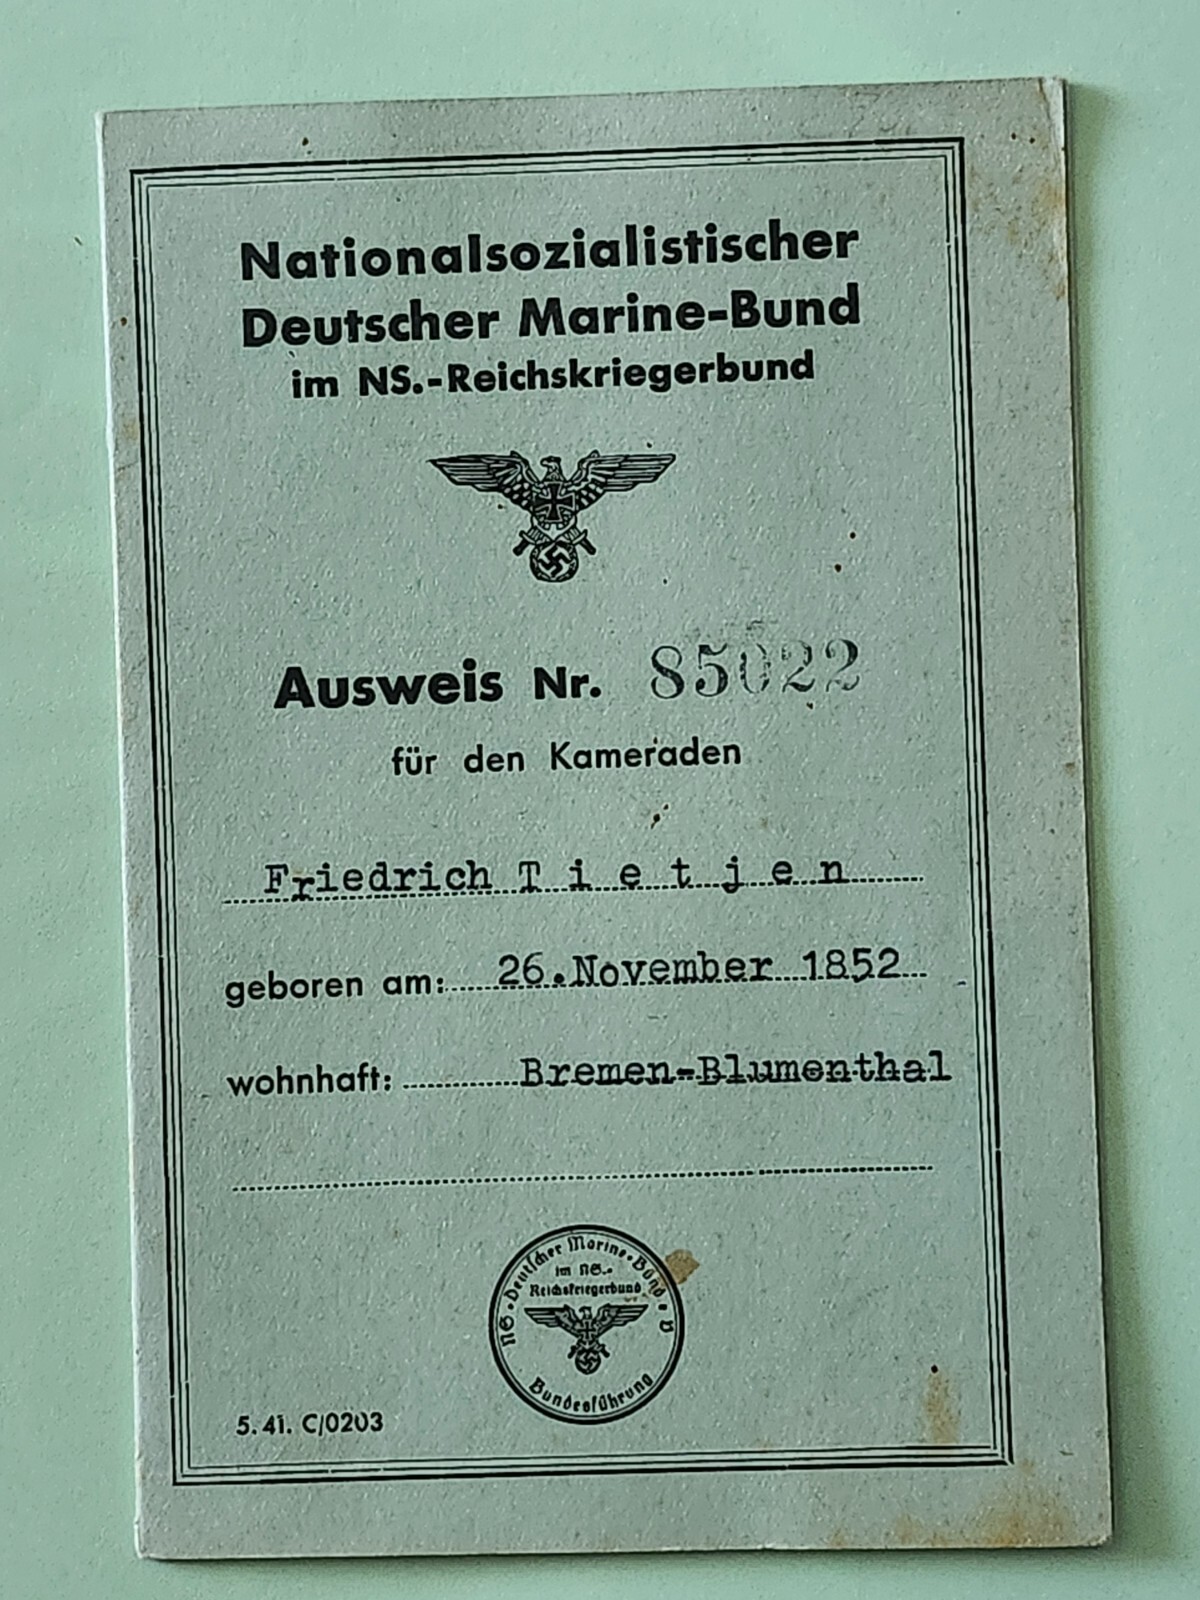 Nationalsozialistischer
Deutscher Marine-Bund
im NS.-Reichskriegerbund
Ausweis Nr. 85022
für den Kameraden
Friedrich Tietjen
geboren am: 26.November 1852
wohnhaft: Bremen-Blumenthal
NS.-Deutscher Marine-Bund e.V.
im NS.-
Reichskriegerbund
Bundesführung
5.41. C/0203